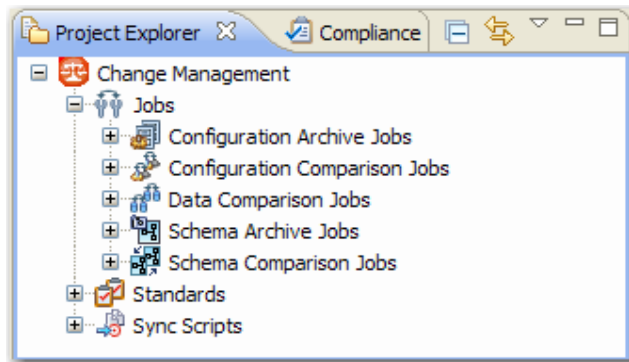 Project Explorer Compliance
Change Management
Jobs
Configuration Archive Jobs
Configuration Comparison Jobs
Data Comparison Jobs
Schema Archive Jobs
Schema Comparison Jobs
Standards
Sync Scripts